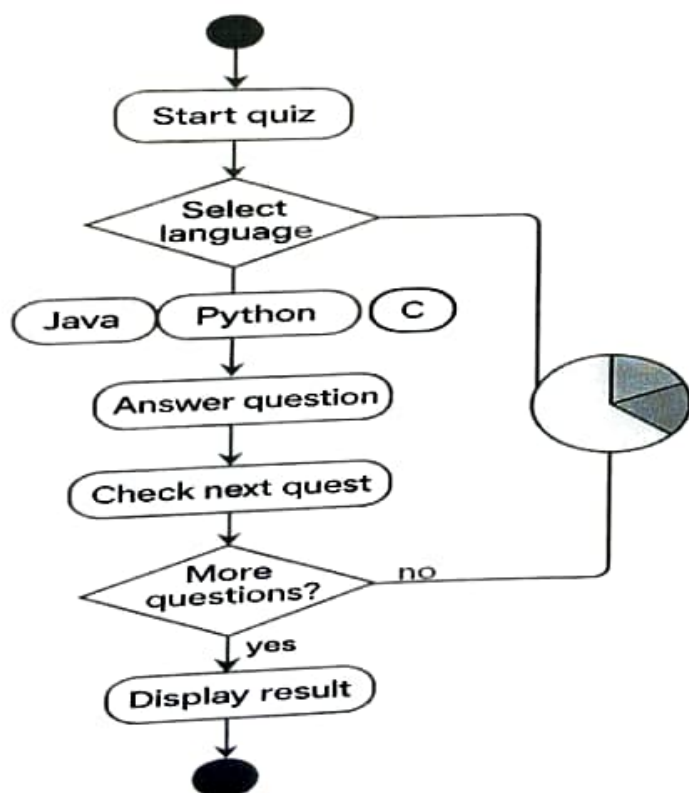 Start quiz
Select
language
Java
Python
C
Answer question
Check next quest
More
questions?
no
yes
Display result